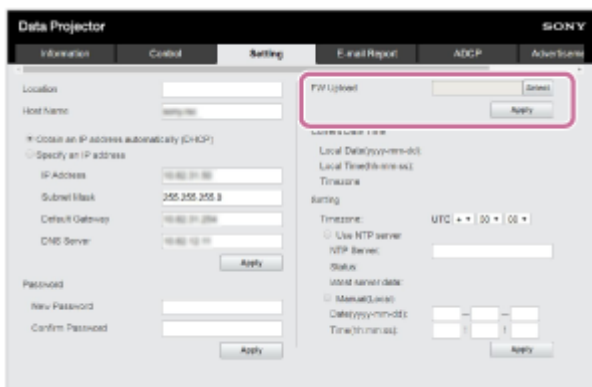 Data Projector
SONY
Information
Control
Setting
E-mail Report
ADCP
Advertiseme
Location
Host Name
Obtain an IP address automatically (DHCP)
Specify an IP address
IP Address
Subnet Mask
255.255.255.0
Default Gateway
DNS Server
Apply
Password
New Password
Confirm Password
Apply
FW Upload
Select
Apply
Current Date Time
Local Date(yyyy-mm-dd):
Local Time(hh:mm:ss):
Timezone
Setting
Timezone:
UTC + 00 00
Use NTP server
NTP Server:
Status:
latest server date:
Manual(Local)
Date(yyyy-mm-dd):
Time(hh:mm:ss):
Apply